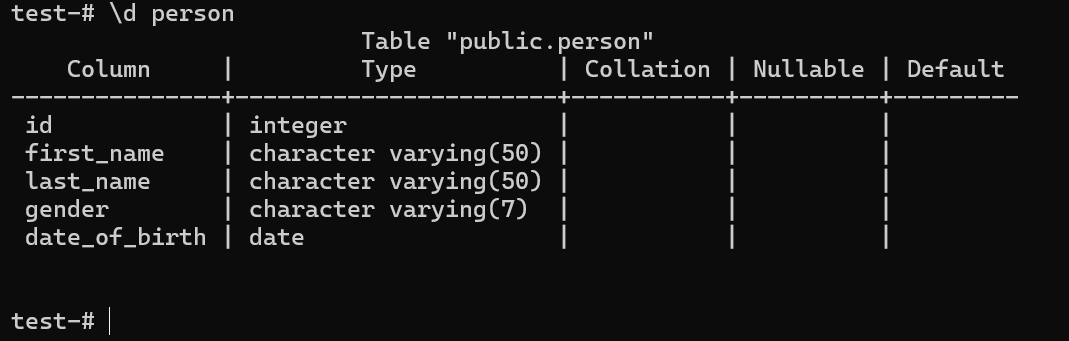 test-# \d person
                         Table "public.person"
    Column     |         Type          | Collation | Nullable | Default
---------------+-----------------------+-----------+----------+---------
 id            | integer               |           |          |
 first_name    | character varying(50) |           |          |
 last_name     | character varying(50) |           |          |
 gender        | character varying(7)  |           |          |
 date_of_birth | date                  |           |          |
test-#